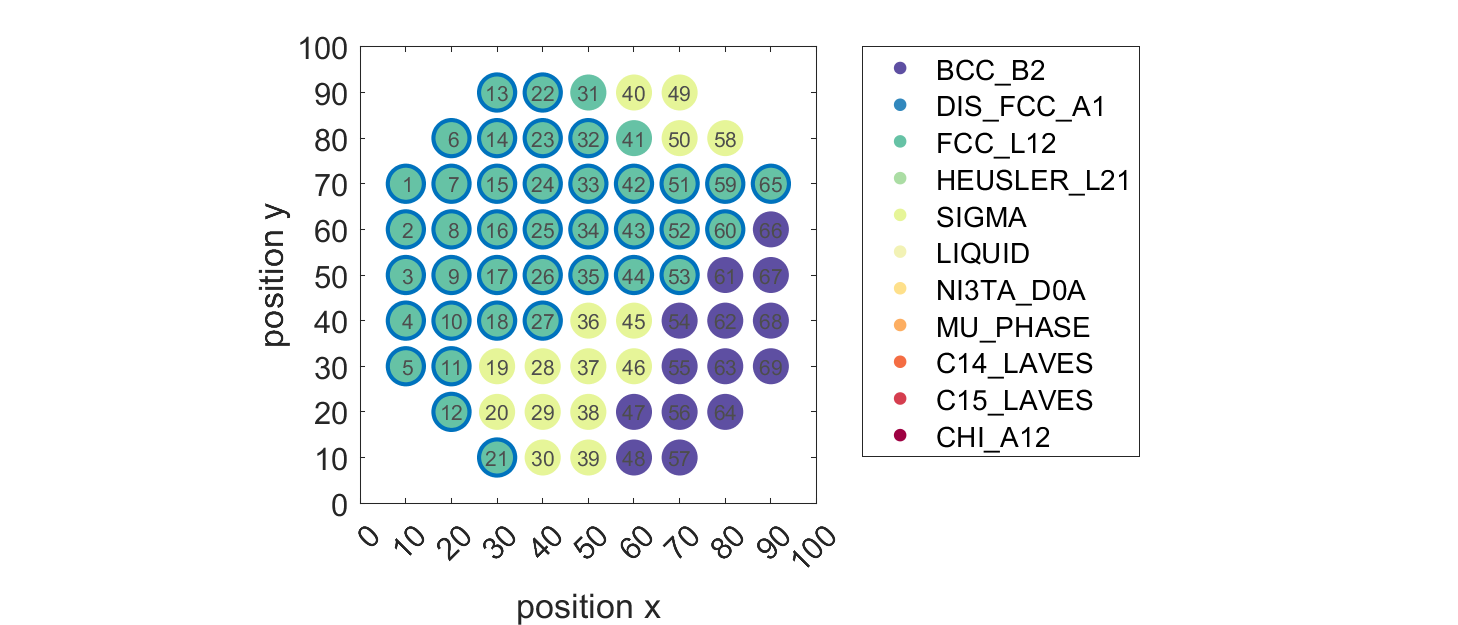 100
90
80
70
60
50
40
30
20
10
0
position y
13 22 31 40 49
6 14 23 32 41 50 58
1 7 15 24 33 42 51 59 65
2 8 16 25 34 43 52 60 66
3 9 17 26 35 44 53 61 67
4 10 18 27 36 45 54 62 68
5 11 19 28 37 46 55 63 69
12 20 29 38 47 56 64
21 30 39 48 57
0 10 20 30 40 50 60 70 80 90 100
position x
BCC_B2
DIS_FCC_A1
FCC_L12
HEUSLER_L21
SIGMA
LIQUID
NI3TA_D0A
MU_PHASE
C14_LAVES
C15_LAVES
CHI_A12